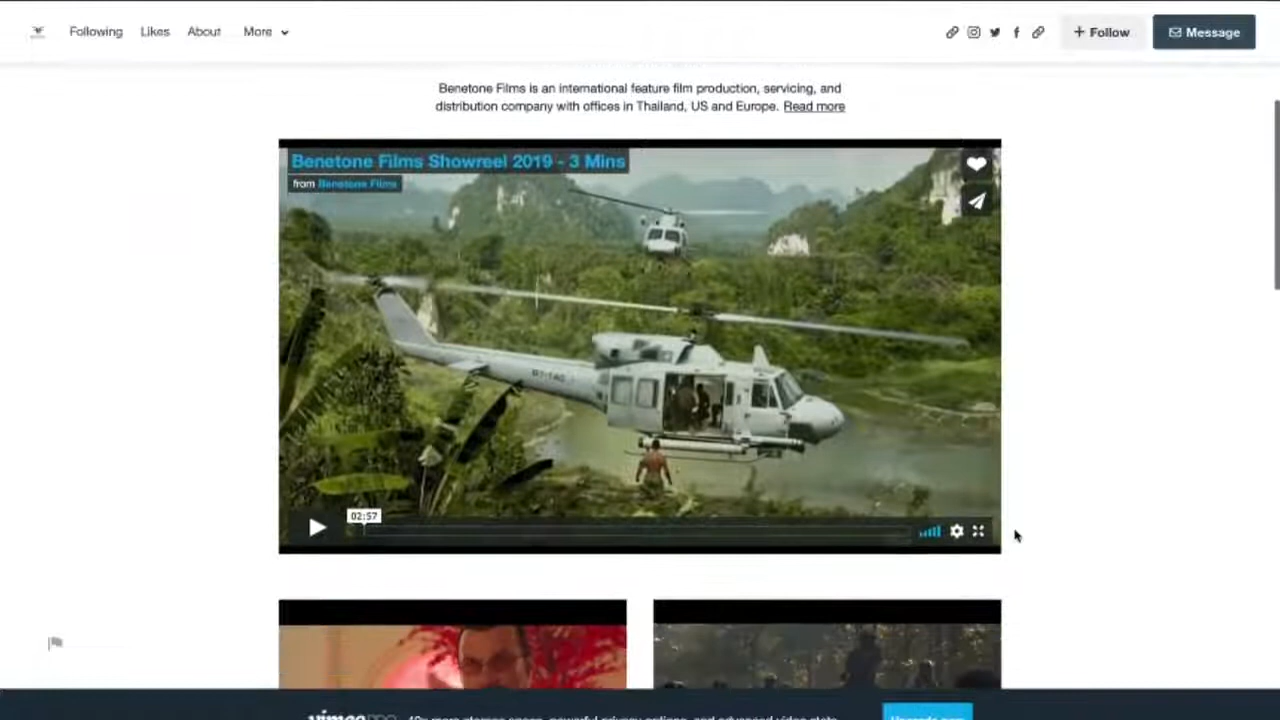 Following Likes About More
+ Follow Message
Benetone Films is an international feature film production, servicing, and
distribution company with offices in Thailand, US and Europe. Read more
Benetone Films Showreel 2019 - 3 Mins
from Benetone Films
02:57